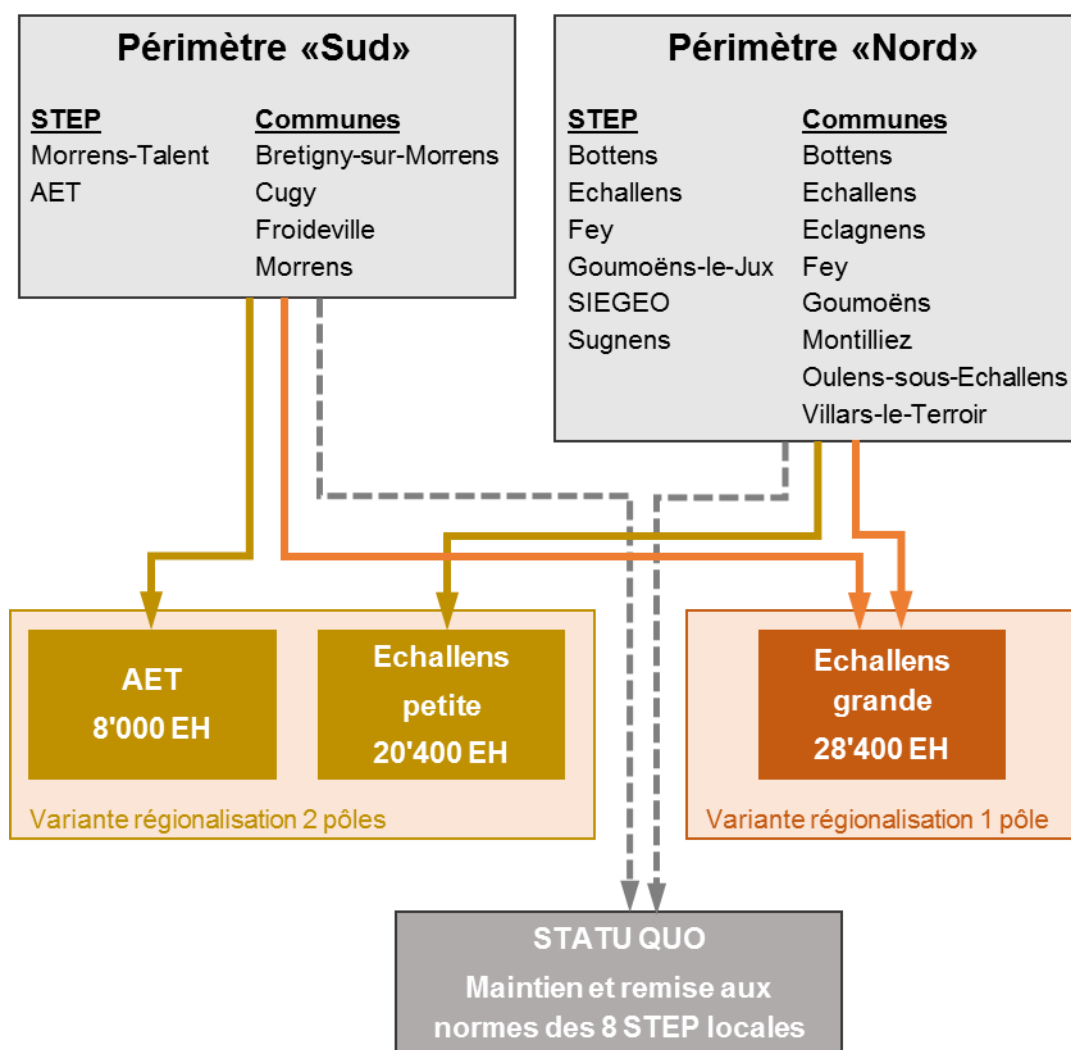 Périmètre «Sud»
STEP
Morrens-Talent
AET
Communes
Bretigny-sur-Morrens
Cugy
Froideville
Morrens
Périmètre «Nord»
STEP
Bottens
Echallens
Fey
Goumoëns-le-Jux
SIEGEO
Sugnens
Communes
Bottens
Echallens
Eclagnens
Fey
Goumoëns
Montilliez
Oulens-sous-Echallens
Villars-le-Terroir
AET
8'000 EH
Echallens
petite
20'400 EH
Variante régionalisation 2 pôles
Echallens
grande
28'400 EH
Variante régionalisation 1 pôle
STATU QUO
Maintien et remise aux
normes des 8 STEP locales